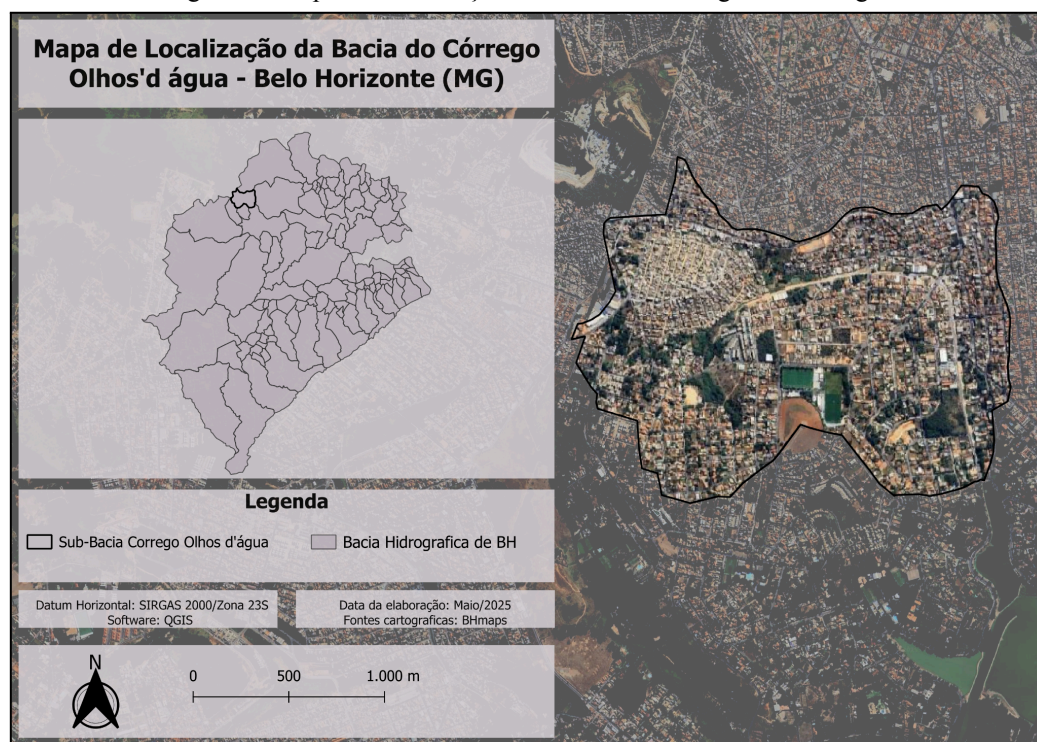 Mapa de Localização da Bacia do Córrego
Olhos'd água - Belo Horizonte (MG)
Legenda
Sub-Bacia Corrego Olhos d'água
Bacia Hidrografica de BH
Datum Horizontal: SIRGAS 2000/Zona 23S
Software: QGIS
Data da elaboração: Maio/2025
Fontes cartograficas: BHmaps
N
0 500 1.000 m